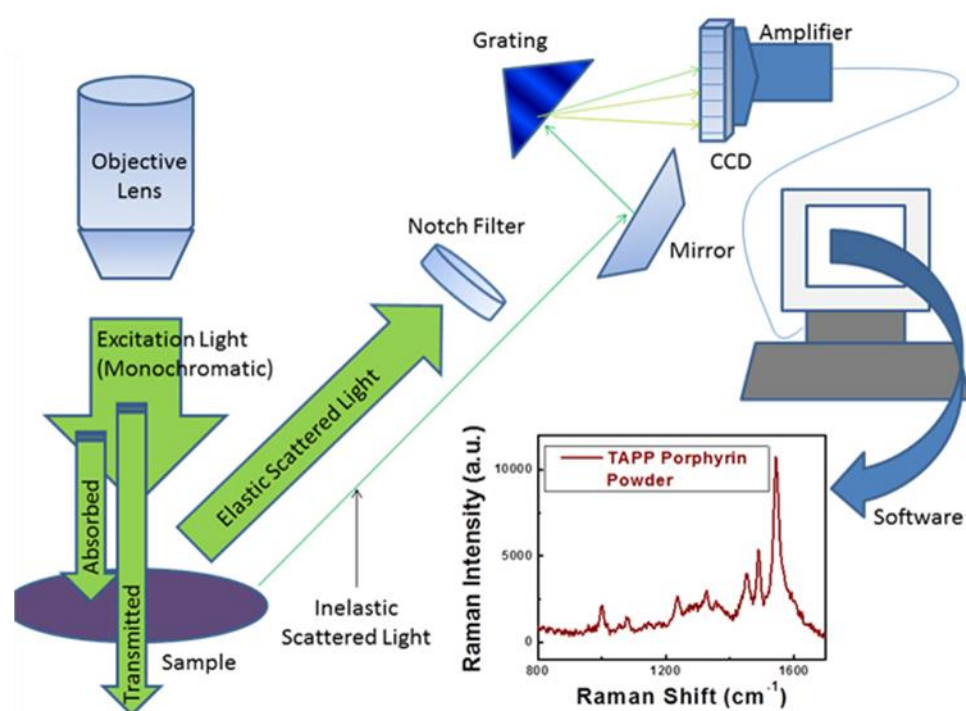 Grating
Amplifier
Objective
Lens
CCD
Notch Filter
Mirror
Excitation Light
(Monochromatic)
Elastic Scattered Light
Absorbed
Transmitted
Inelastic
Scattered Light
Sample
Software
TAPP Porphyrin
Powder
Raman Intensity (a.u.)
10000
5000
0
800
1200
1600
Raman Shift (cm⁻¹)